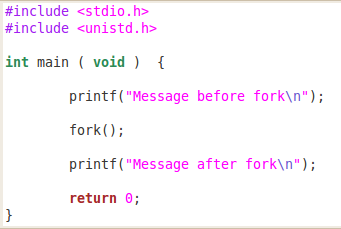 #include <stdio.h>
#include <unistd.h>
int main ( void )  {
        printf("Message before fork\n");
        fork();
        printf("Message after fork\n");
        return 0;
}